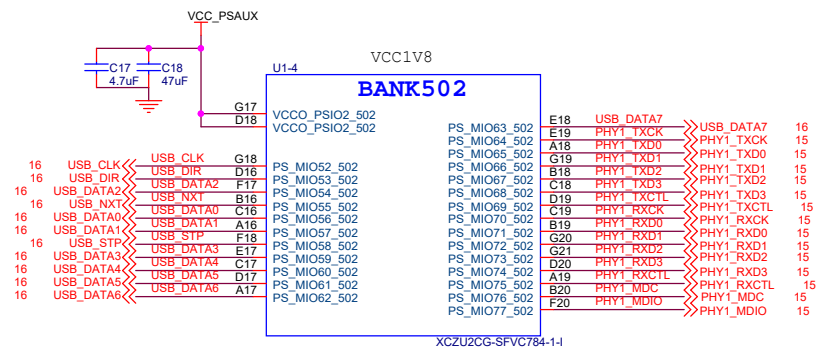 VCC_PSAUX
VCC1V8
C17
4.7uF
C18
47uF
U1-4
BANK502
G17 VCCO_PSIO2_502
D18 VCCO_PSIO2_502
16 USB_CLK USB_CLK G18 PS_MIO52_502
16 USB_DIR USB_DIR D16 PS_MIO53_502
16 USB_DATA2 USB_DATA2 F17 PS_MIO54_502
16 USB_NXT USB_NXT B16 PS_MIO55_502
16 USB_DATA0 USB_DATA0 C16 PS_MIO56_502
16 USB_DATA1 USB_DATA1 A16 PS_MIO57_502
16 USB_STP USB_STP F18 PS_MIO58_502
16 USB_DATA3 USB_DATA3 E17 PS_MIO59_502
16 USB_DATA4 USB_DATA4 C17 PS_MIO60_502
16 USB_DATA5 USB_DATA5 D17 PS_MIO61_502
16 USB_DATA6 USB_DATA6 A17 PS_MIO62_502
PS_MIO63_502 E18 USB_DATA7 USB_DATA7 16
PS_MIO64_502 E19 PHY1_TXCK PHY1_TXCK 15
PS_MIO65_502 A18 PHY1_TXD0 PHY1_TXD0 15
PS_MIO66_502 G19 PHY1_TXD1 PHY1_TXD1 15
PS_MIO67_502 B18 PHY1_TXD2 PHY1_TXD2 15
PS_MIO68_502 C18 PHY1_TXD3 PHY1_TXD3 15
PS_MIO69_502 D19 PHY1_TXCTL PHY1_TXCTL 15
PS_MIO70_502 C19 PHY1_RXCK PHY1_RXCK 15
PS_MIO71_502 B19 PHY1_RXD0 PHY1_RXD0 15
PS_MIO72_502 G20 PHY1_RXD1 PHY1_RXD1 15
PS_MIO73_502 G21 PHY1_RXD2 PHY1_RXD2 15
PS_MIO74_502 D20 PHY1_RXD3 PHY1_RXD3 15
PS_MIO75_502 A19 PHY1_RXCTL PHY1_RXCTL 15
PS_MIO76_502 B20 PHY1_MDC PHY1_MDC 15
PS_MIO77_502 F20 PHY1_MDIO PHY1_MDIO 15
XCZU2CG-SFVC784-1-I